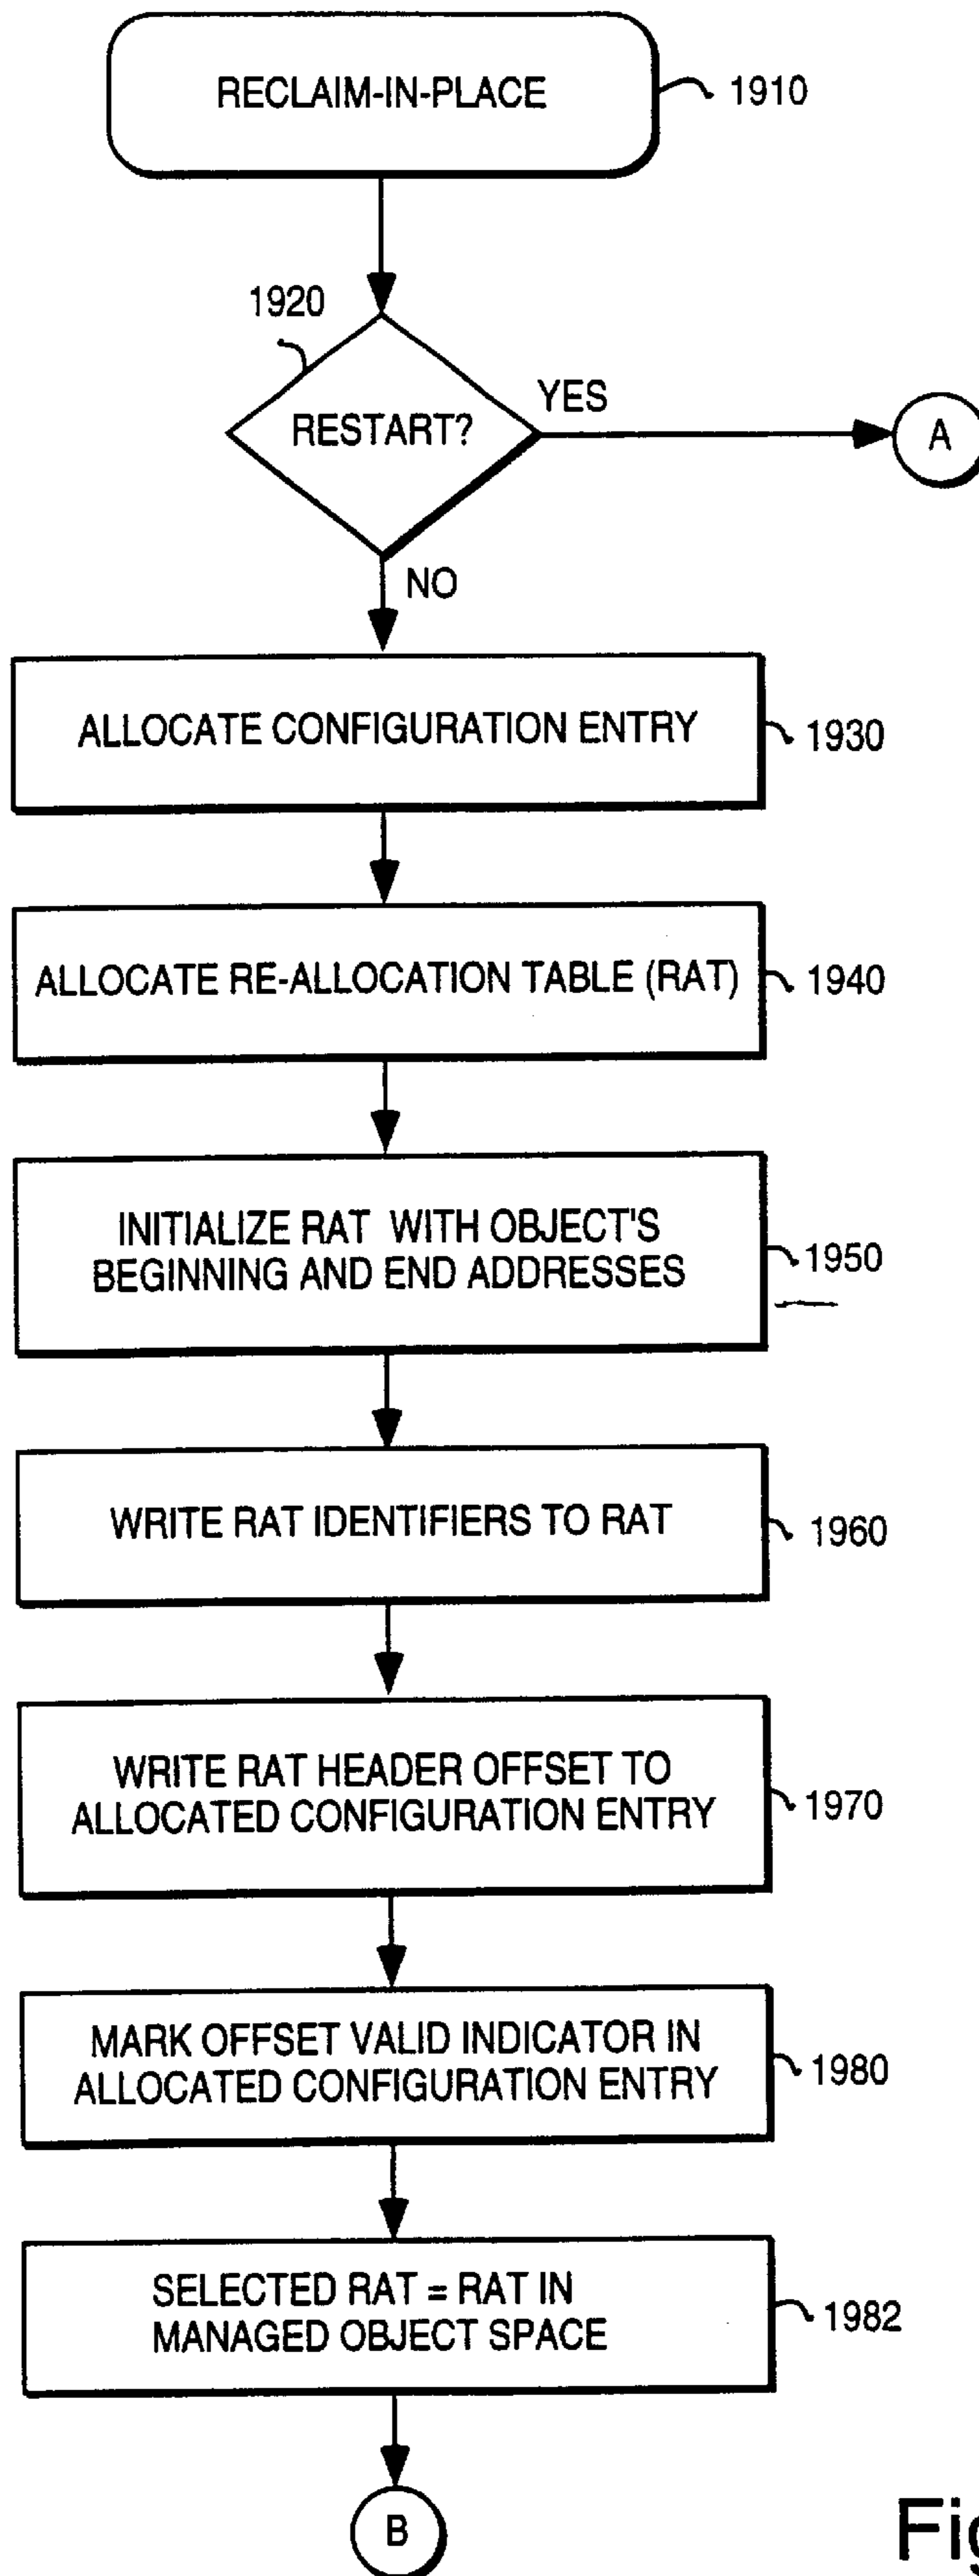 RECLAIM-IN-PLACE
1910
1920
RESTART?
YES
A
NO
ALLOCATE CONFIGURATION ENTRY
1930
ALLOCATE RE-ALLOCATION TABLE (RAT)
1940
INITIALIZE RAT WITH OBJECT'S
BEGINNING AND END ADDRESSES
1950
WRITE RAT IDENTIFIERS TO RAT
1960
WRITE RAT HEADER OFFSET TO
ALLOCATED CONFIGURATION ENTRY
1970
MARK OFFSET VALID INDICATOR IN
ALLOCATED CONFIGURATION ENTRY
1980
SELECTED RAT = RAT IN
MANAGED OBJECT SPACE
1982
B